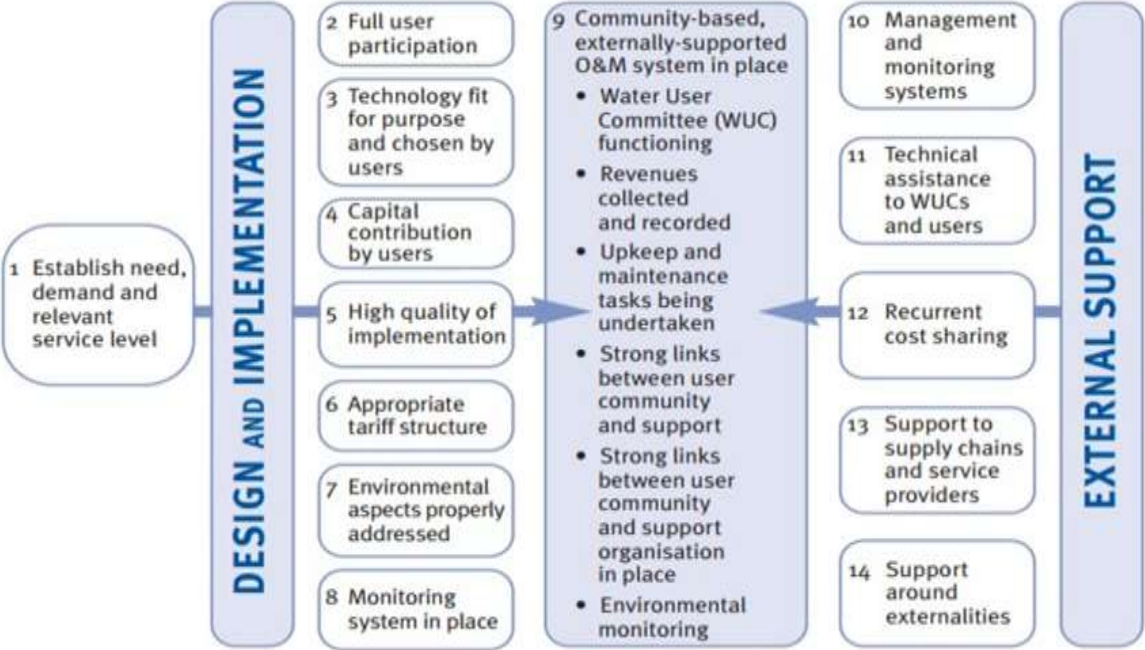 1 Establish need,
demand and
relevant
service level
DESIGN AND IMPLEMENTATION
2 Full user
participation
3 Technology fit
for purpose
and chosen by
users
4 Capital
contribution
by users
5 High quality of
implementation
6 Appropriate
tariff structure
7 Environmental
aspects properly
addressed
8 Monitoring
system in place
9 Community-based,
externally-supported
O&M system in place
• Water User
Committee (WUC)
functioning
• Revenues
collected
and recorded
• Upkeep and
maintenance
tasks being
undertaken
• Strong links
between user
community
and support
• Strong links
between user
community
and support
organisation
in place
• Environmental
monitoring
10 Management
and
monitoring
systems
11 Technical
assistance
to WUCs
and users
12 Recurrent
cost sharing
13 Support to
supply chains
and service
providers
14 Support
around
externalities
EXTERNAL SUPPORT